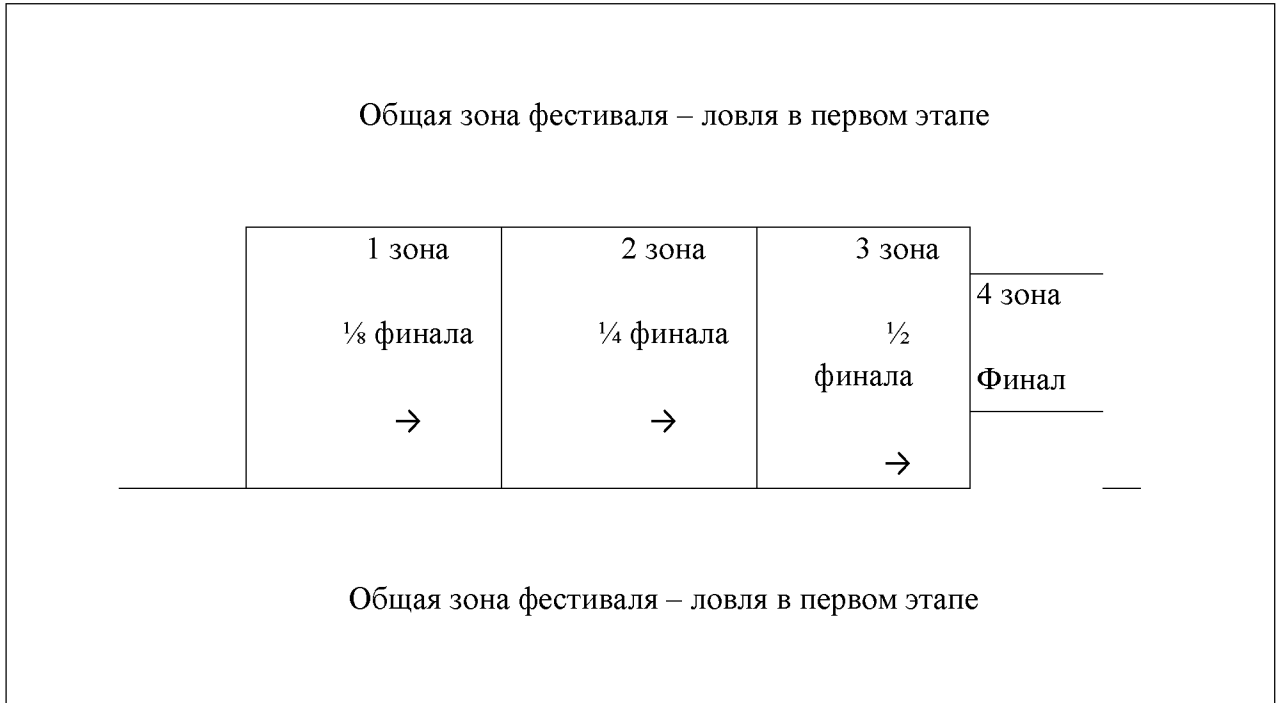 Общая зона фестиваля – ловля в первом этапе
1 зона
⅛ финала
→
2 зона
¼ финала
→
3 зона
½
финала
→
4 зона
Финал
Общая зона фестиваля – ловля в первом этапе